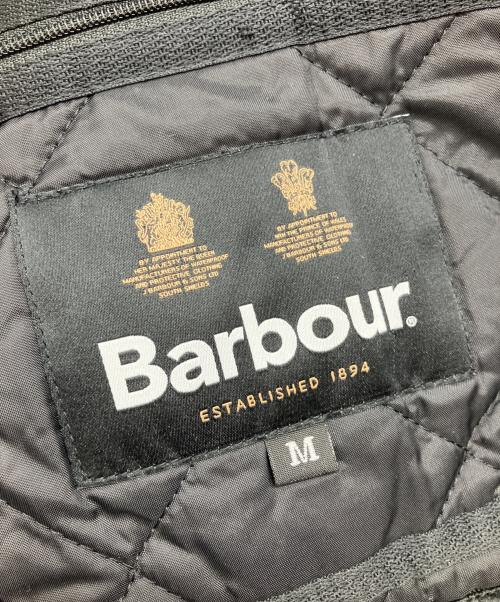 BY APPOINTMENT TO
HER MAJESTY THE QUEEN
MANUFACTURERS OF WATERPROOF
AND PROTECTIVE CLOTHING
J BARBOUR & SONS LTD
SOUTH SHIELDS
BY APPOINTMENT TO
HRH THE PRINCE OF WALES
MANUFACTURERS OF WATERPROOF
AND PROTECTIVE CLOTHING
J BARBOUR & SONS LTD
SOUTH SHIELDS
Barbour®
ESTABLISHED 1894
M